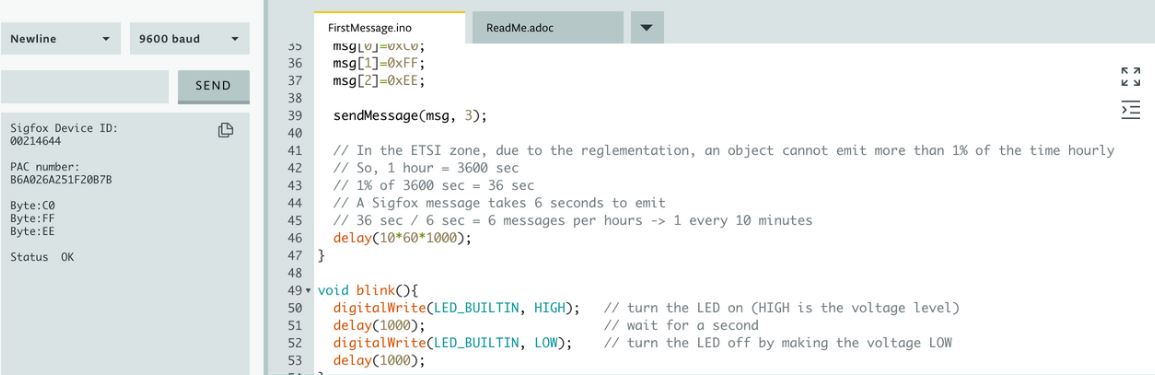 Newline
9600 baud
SEND
Sigfox Device ID:
00214644
PAC number:
B6A026A251F20B7B
Byte:C0
Byte:FF
Byte:EE
Status  OK
FirstMessage.ino
ReadMe.adoc
35 msg[0]=0xC0;
36 msg[1]=0xFF;
37 msg[2]=0xEE;
38
39 sendMessage(msg, 3);
40
41 // In the ETSI zone, due to the reglementation, an object cannot emit more than 1% of the time hourly
42 // So, 1 hour = 3600 sec
43 // 1% of 3600 sec = 36 sec
44 // A Sigfox message takes 6 seconds to emit
45 // 36 sec / 6 sec = 6 messages per hours -> 1 every 10 minutes
46 delay(10*60*1000);
47 }
48
49 void blink(){
50 digitalWrite(LED_BUILTIN, HIGH);   // turn the LED on (HIGH is the voltage level)
51 delay(1000);                       // wait for a second
52 digitalWrite(LED_BUILTIN, LOW);    // turn the LED off by making the voltage LOW
53 delay(1000);